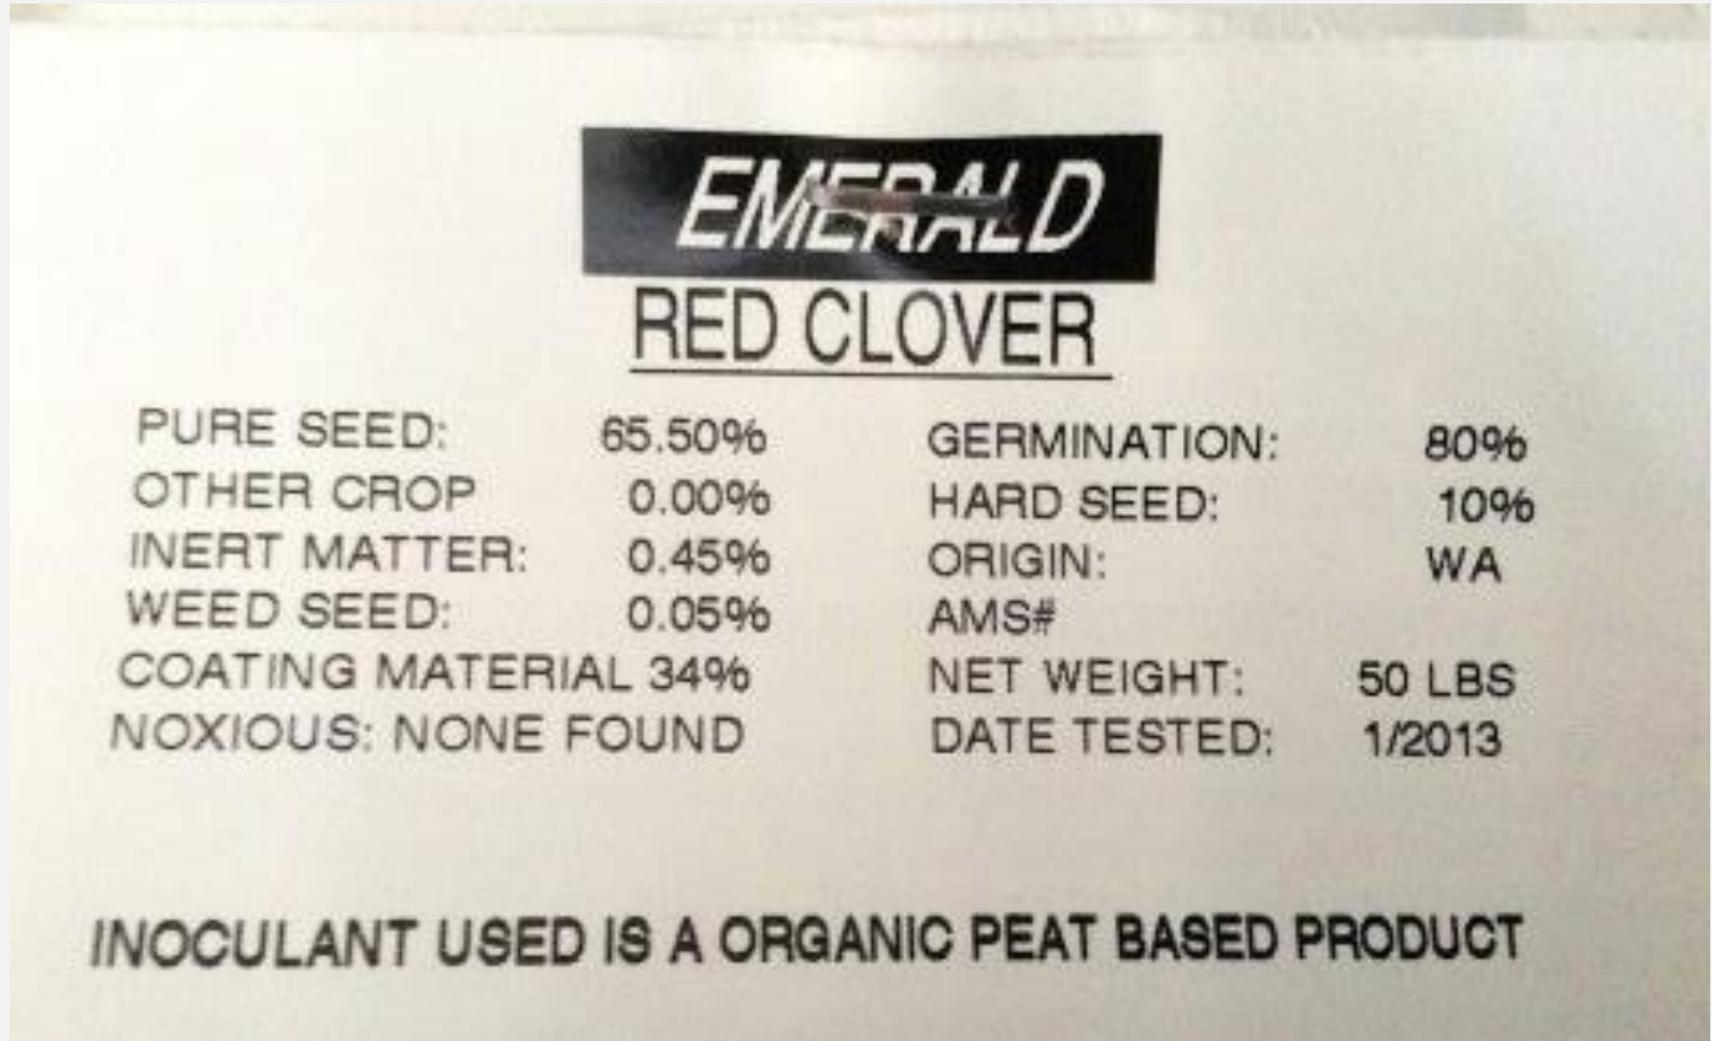 EMERALD
RED CLOVER
PURE SEED: 65.50%
OTHER CROP 0.00%
INERT MATTER: 0.45%
WEED SEED: 0.05%
COATING MATERIAL 34%
NOXIOUS: NONE FOUND
GERMINATION: 80%
HARD SEED: 10%
ORIGIN: WA
AMS#
NET WEIGHT: 50 LBS
DATE TESTED: 1/2013
INOCULANT USED IS A ORGANIC PEAT BASED PRODUCT